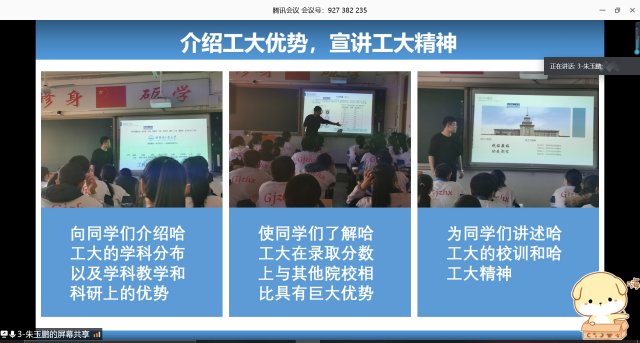 腾讯会议 会议号：927 382 235
介绍工大优势，宣讲工大精神
正在讲话: 3-朱玉鹏
修身 砺学
向同学们介绍哈
工大的学科分布
以及学科教学和
科研上的优势
使同学们了解哈
工大在录取分数
上与其他院校相
比具有巨大优势
为同学们讲述哈
工大的校训和哈
工大精神
3-朱玉鹏的屏幕共享